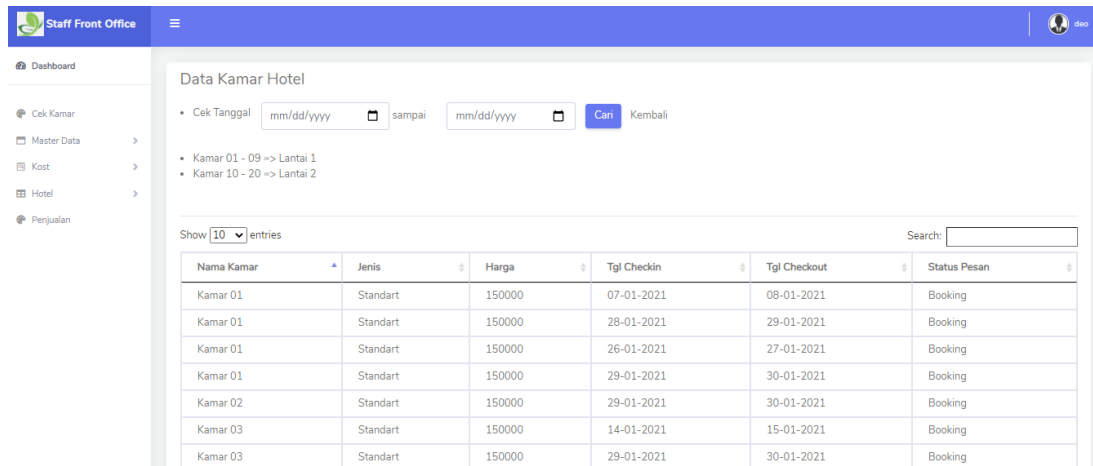 Staff Front Office
deo
Dashboard
Cek Kamar
Master Data
Kost
Hotel
Penjualan
Data Kamar Hotel
Cek Tanggal mm/dd/yyyy sampai mm/dd/yyyy Cari Kembali
Kamar 01 - 09 => Lantai 1
Kamar 10 - 20 => Lantai 2
Show 10 entries Search:
Nama Kamar Jenis Harga Tgl Checkin Tgl Checkout Status Pesan
Kamar 01 Standart 150000 07-01-2021 08-01-2021 Booking
Kamar 01 Standart 150000 28-01-2021 29-01-2021 Booking
Kamar 01 Standart 150000 26-01-2021 27-01-2021 Booking
Kamar 01 Standart 150000 29-01-2021 30-01-2021 Booking
Kamar 02 Standart 150000 29-01-2021 30-01-2021 Booking
Kamar 03 Standart 150000 14-01-2021 15-01-2021 Booking
Kamar 03 Standart 150000 29-01-2021 30-01-2021 Booking